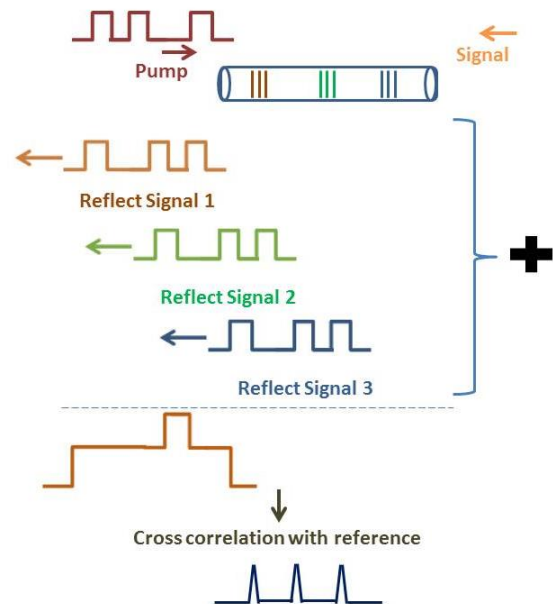 Pump
Signal
Reflect Signal 1
Reflect Signal 2
Reflect Signal 3
Cross correlation with reference